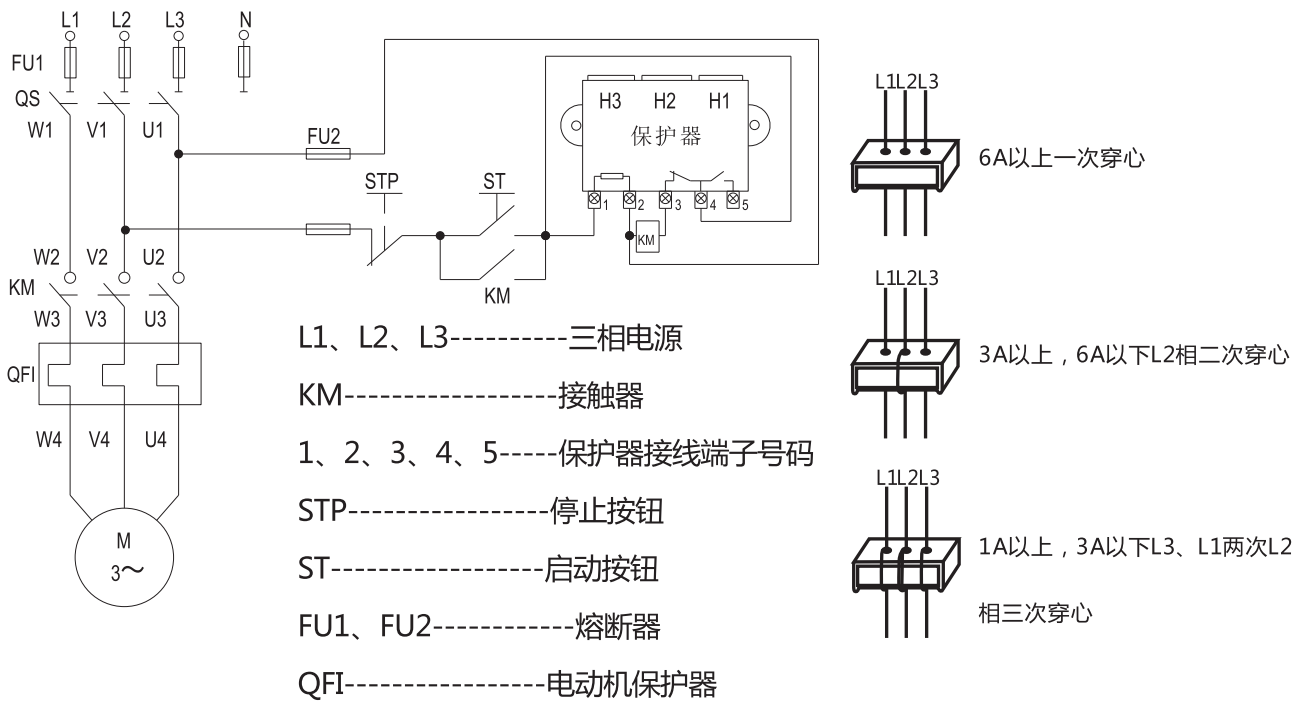 L1 L2 L3 N
FU1
QS
W1 V1 U1
FU2
STP
ST
H3 H2 H1
保护器
1 2 3 4 5
KM
KM
W2 V2 U2
KM
W3 V3 U3
QFI
W4 V4 U4
M
3～
L1、L2、L3----------三相电源
KM------------------接触器
1、2、3、4、5-----保护器接线端子号码
STP-----------------停止按钮
ST------------------启动按钮
FU1、FU2------------熔断器
QFI-----------------电动机保护器
L1L2L3
6A以上一次穿心
L1L2L3
3A以上，6A以下L2相二次穿心
L1L2L3
1A以上，3A以下L3、L1两次L2
相三次穿心